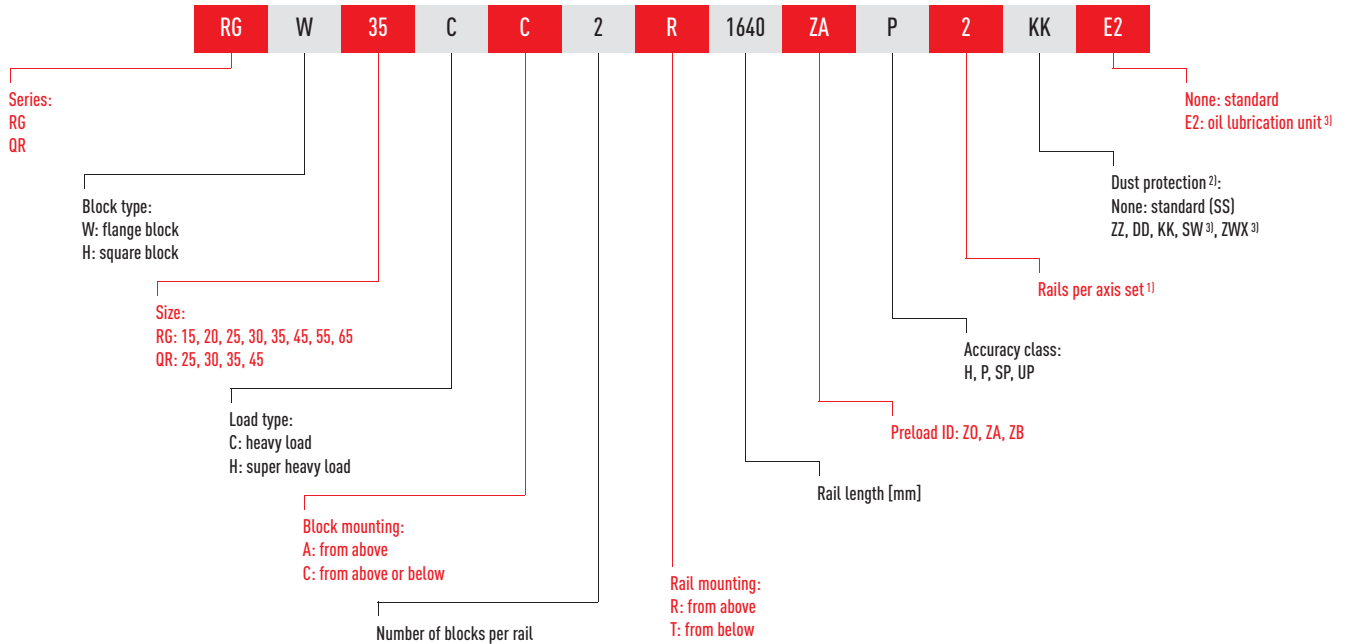 RG W 35 C C 2 R 1640 ZA P 2 KK E2
Series:
RG
QR
None: standard
E2: oil lubrication unit 3)
Block type:
W: flange block
H: square block
Dust protection 2):
None: standard (SS)
ZZ, DD, KK, SW 3), ZWX 3)
Size:
RG: 15, 20, 25, 30, 35, 45, 55, 65
QR: 25, 30, 35, 45
Rails per axis set 1)
Accuracy class:
H, P, SP, UP
Load type:
C: heavy load
H: super heavy load
Preload ID: Z0, ZA, ZB
Rail length [mm]
Block mounting:
A: from above
C: from above or below
Rail mounting:
R: from above
T: from below
Number of blocks per rail